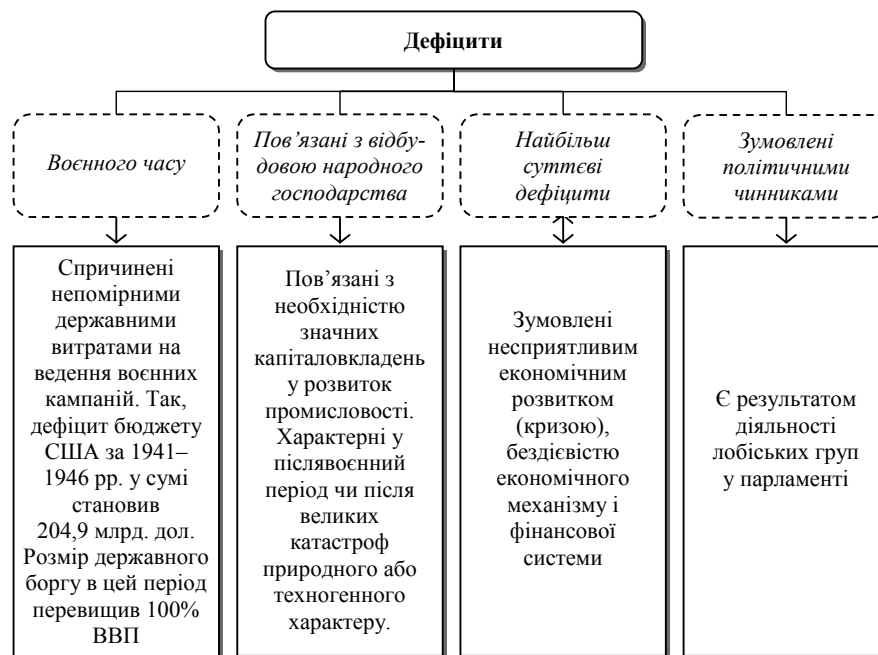 Дефіцити
Воєнного часу
Пов’язані з відбу-
довою народного
господарства
Найбільш
суттєві
дефіцити
Зумовлені
політичними
чинниками
Спричинені
непомірними
державними
витратами на
ведення воєнних
кампаній. Так,
дефіцит бюджету
США за 1941–
1946 рр. у сумі
становив
204,9 млрд. дол.
Розмір державного
боргу в цей період
перевищив 100%
ВВП
Пов’язані з
необхідністю
значних
капіталовкладень
у розвиток
промисловості.
Характерні у
післявоєнний
період чи після
великих
катастроф
природного або
техногенного
характеру.
Зумовлені
несприятливим
економічним
розвитком
(кризою),
бездієвістю
економічного
механізму і
фінансової
системи
Є результатом
діяльності
лобіських груп
у парламенті